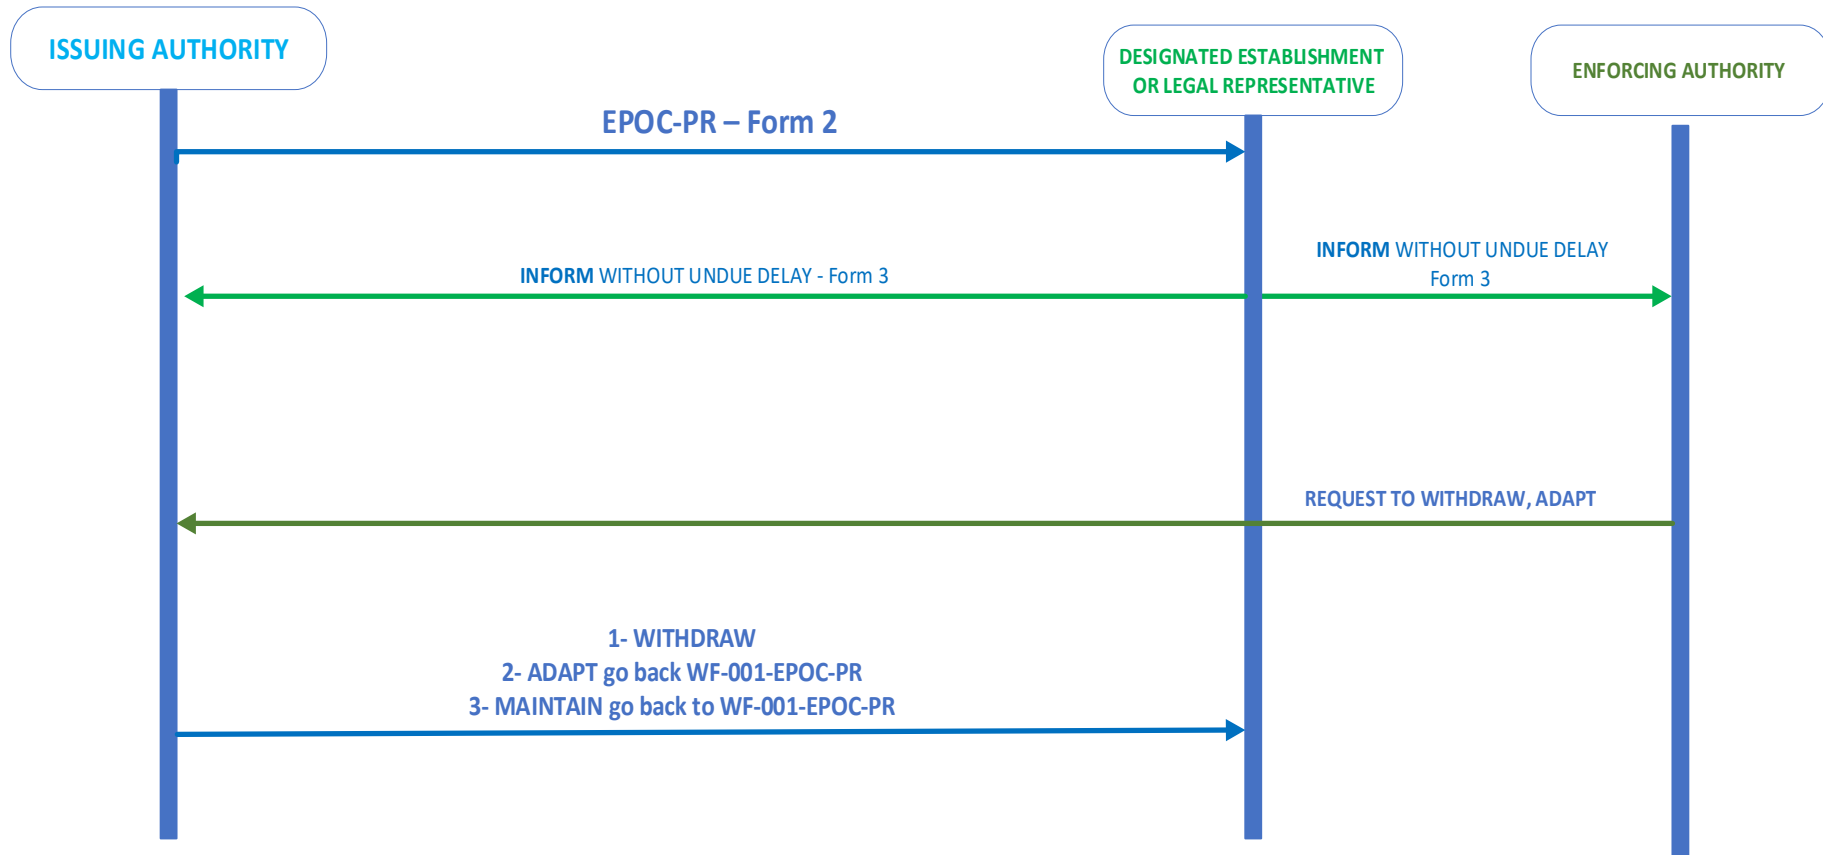 ISSUING AUTHORITY
DESIGNATED ESTABLISHMENT
OR LEGAL REPRESENTATIVE
ENFORCING AUTHORITY
EPOC-PR – Form 2
INFORM WITHOUT UNDUE DELAY - Form 3
INFORM WITHOUT UNDUE DELAY
Form 3
REQUEST TO WITHDRAW, ADAPT
1- WITHDRAW
2- ADAPT go back WF-001-EPOC-PR
3- MAINTAIN go back to WF-001-EPOC-PR